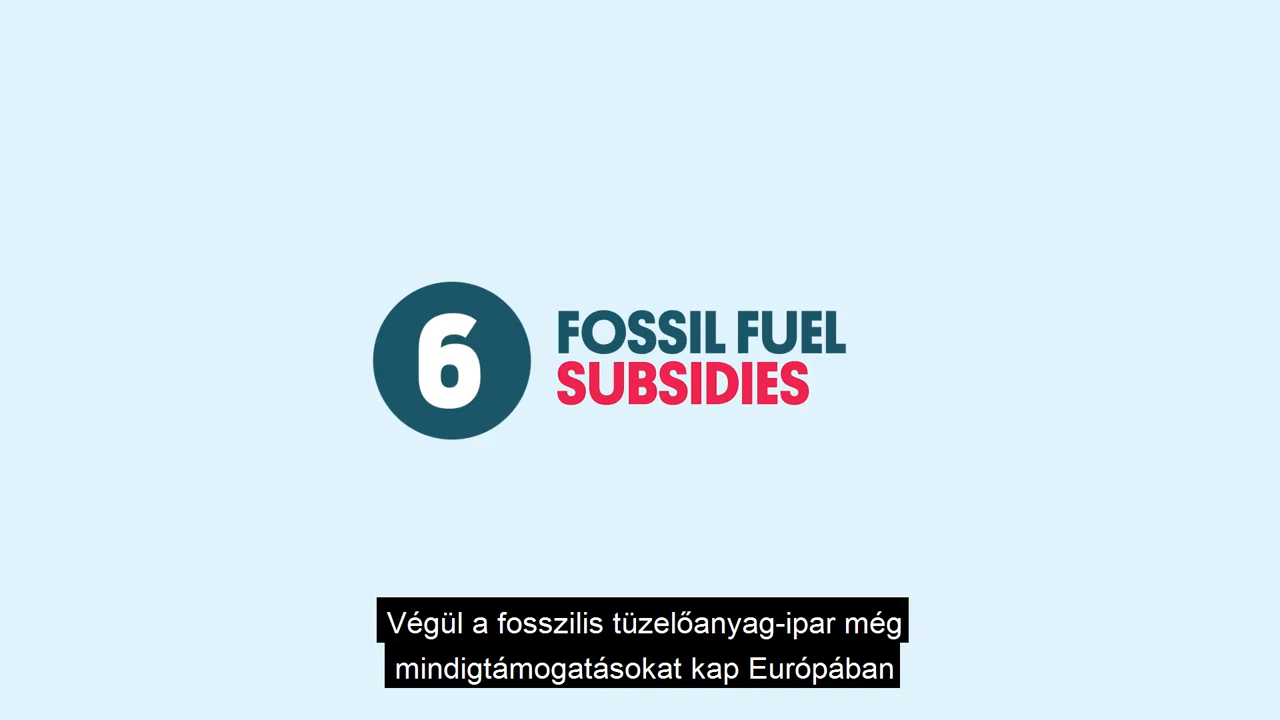 6
FOSSIL FUEL
SUBSIDIES
Végül a fosszilis tüzelőanyag-ipar még
mindigtámogatásokat kap Európában